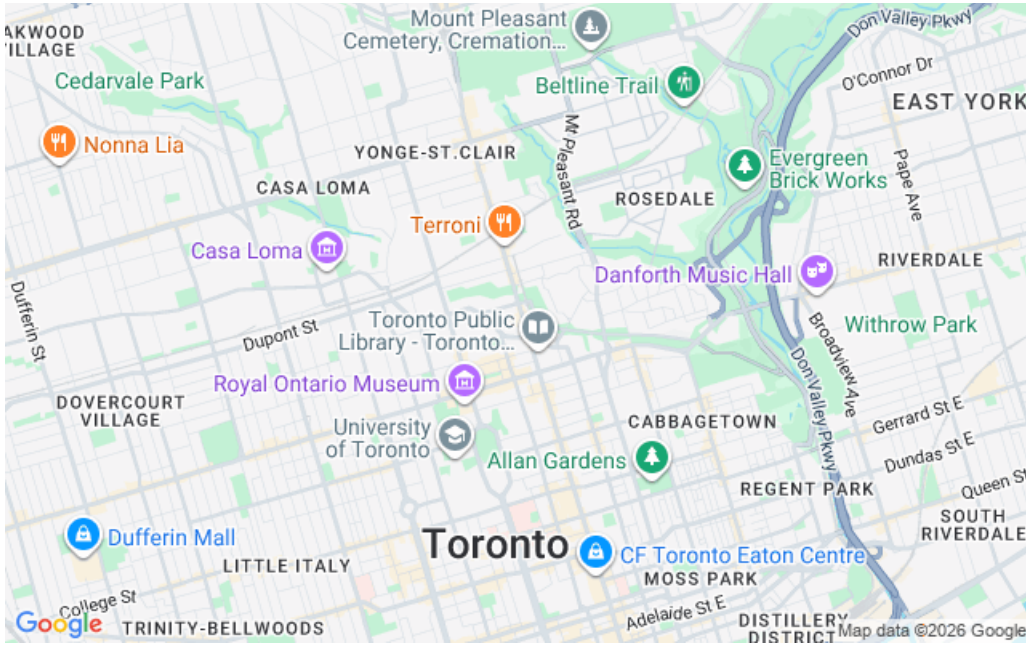 Mount Pleasant
Cemetery, Cremation...
Don Valley Pkwy
AKWOOD
VILLAGE
Cedarvale Park
Beltline Trail
O'Connor Dr
EAST YORK
Nonna Lia
YONGE-ST.CLAIR
Mt Pleasant Rd
Evergreen
Brick Works
Pape Ave
CASA LOMA
ROSEDALE
Terroni
Casa Loma
Danforth Music Hall
RIVERDALE
Dufferin St
Dupont St
Toronto Public
Library - Toronto...
Withrow Park
Broadview Ave
Royal Ontario Museum
Don Valley Pkwy
DOVERCOURT
VILLAGE
University
of Toronto
CABBAGETOWN
Gerrard St E
Allan Gardens
Dundas St E
REGENT PARK
Queen St
Dufferin Mall
Toronto
SOUTH
RIVERDALE
LITTLE ITALY
CF Toronto Eaton Centre
MOSS PARK
College St
Adelaide St E
Google
TRINITY-BELLWOODS
DISTILLERY
DISTRICT
Map data ©2026 Google